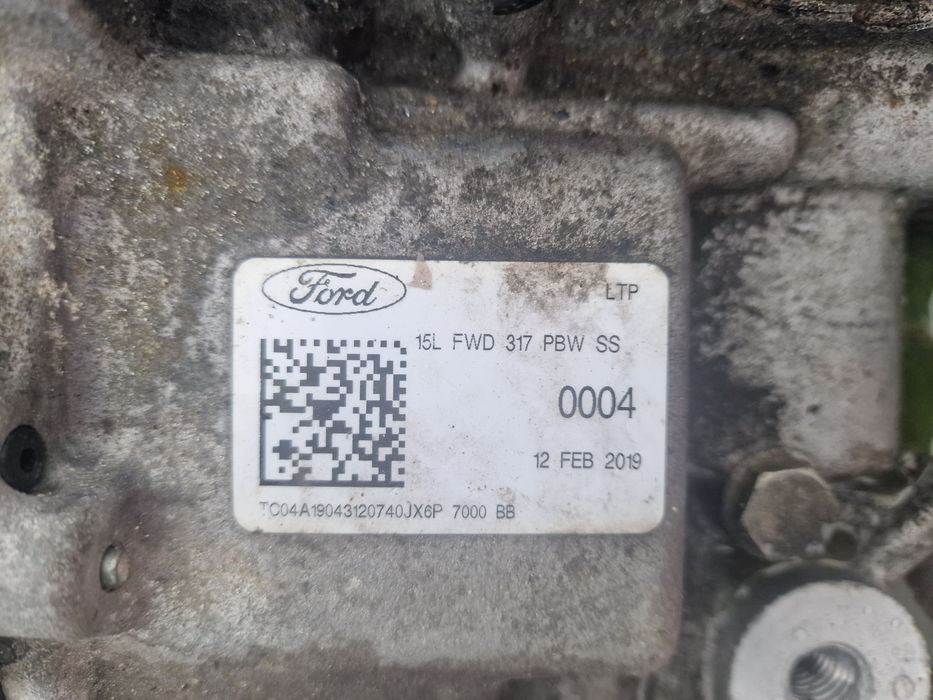 Ford
LTP
15L FWD 317 PBW SS
0004
12 FEB 2019
TC04A19043120740JX6P 7000 BB